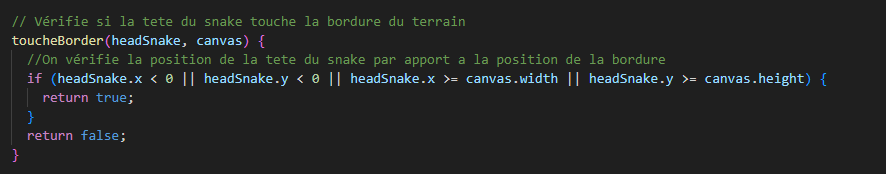 // Vérifie si la tete du snake touche la bordure du terrain
toucheBorder(headSnake, canvas) {
//On vérifie la position de la tete du snake par apport a la position de la bordure
if (headSnake.x < 0 || headSnake.y < 0 || headSnake.x >= canvas.width || headSnake.y >= canvas.height) {
return true;
}
return false;
}